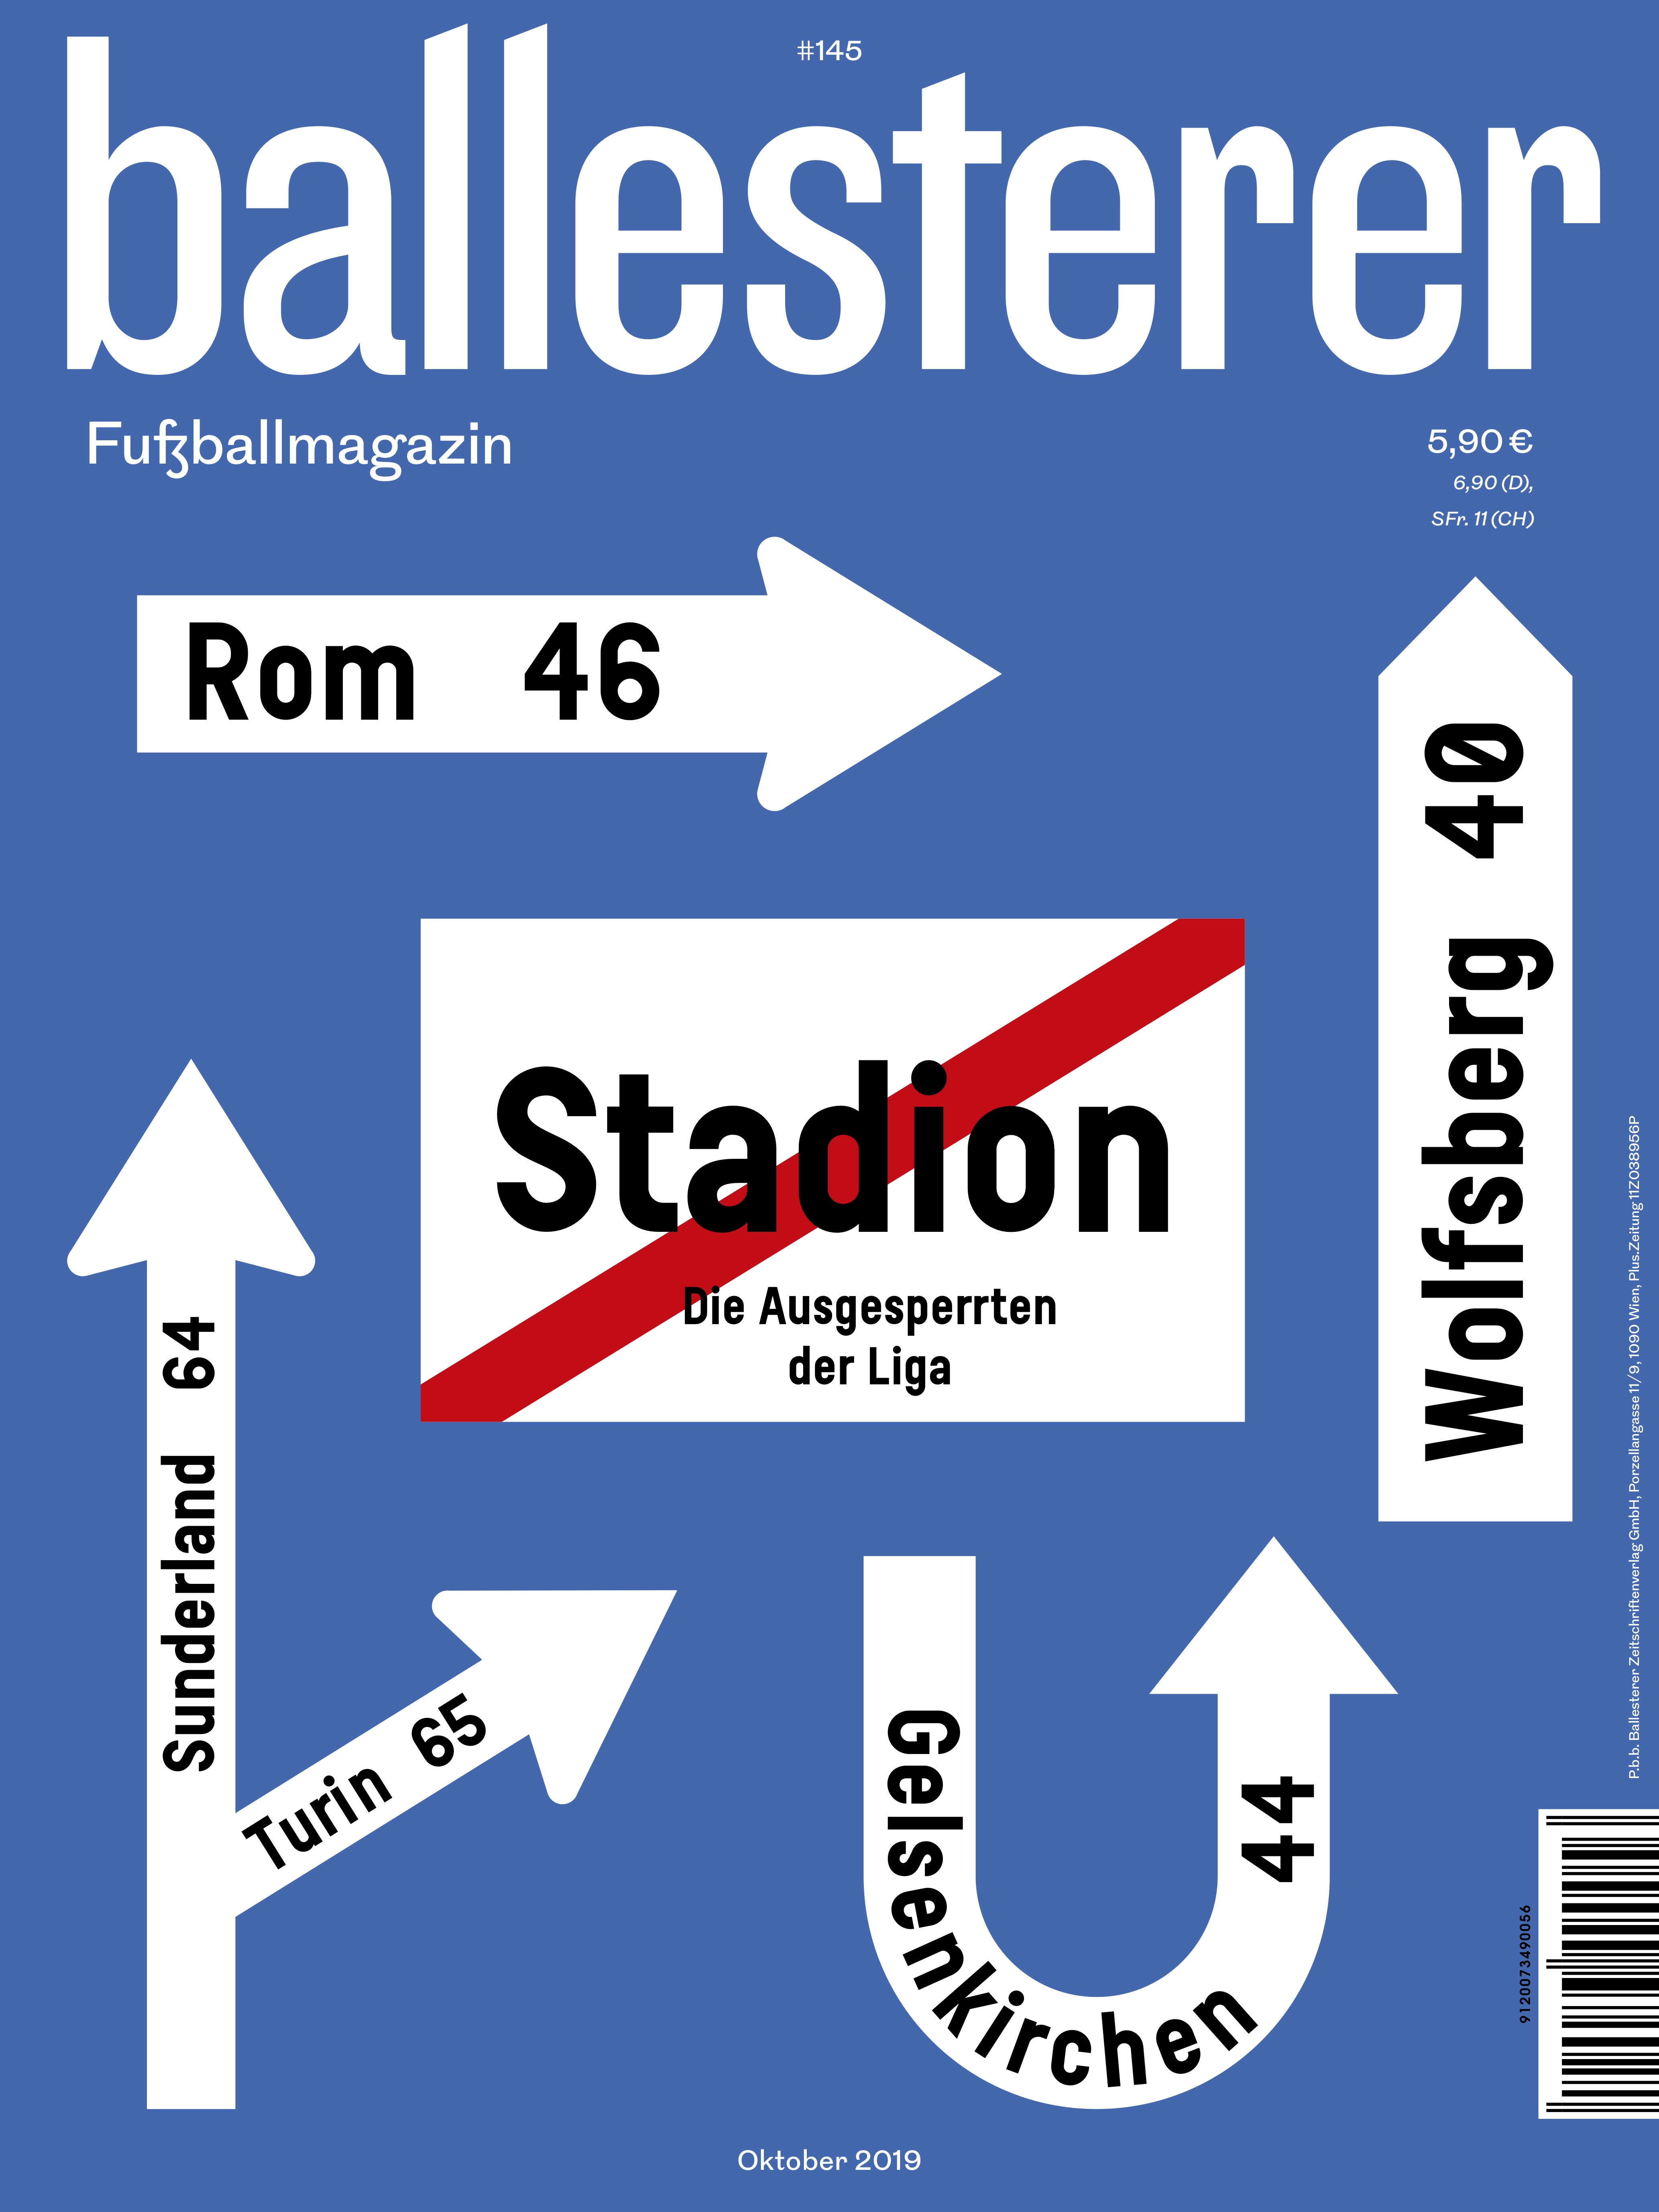 #145
ballesterer
Fußballmagazin
5,90 €
6,90 (D),
SFr. 11 (CH)
Rom 46
Wolfsberg 40
Stadion
Die Ausgesperrten
der Liga
Sunderland 64
Turin 65
Gelsenkirchen 44
P.b.b. Ballesterer Zeitschriftenverlag GmbH, Porzellangasse 11/9, 1090 Wien, Plus.Zeitung 11Z038956P
9120073490056
Oktober 2019